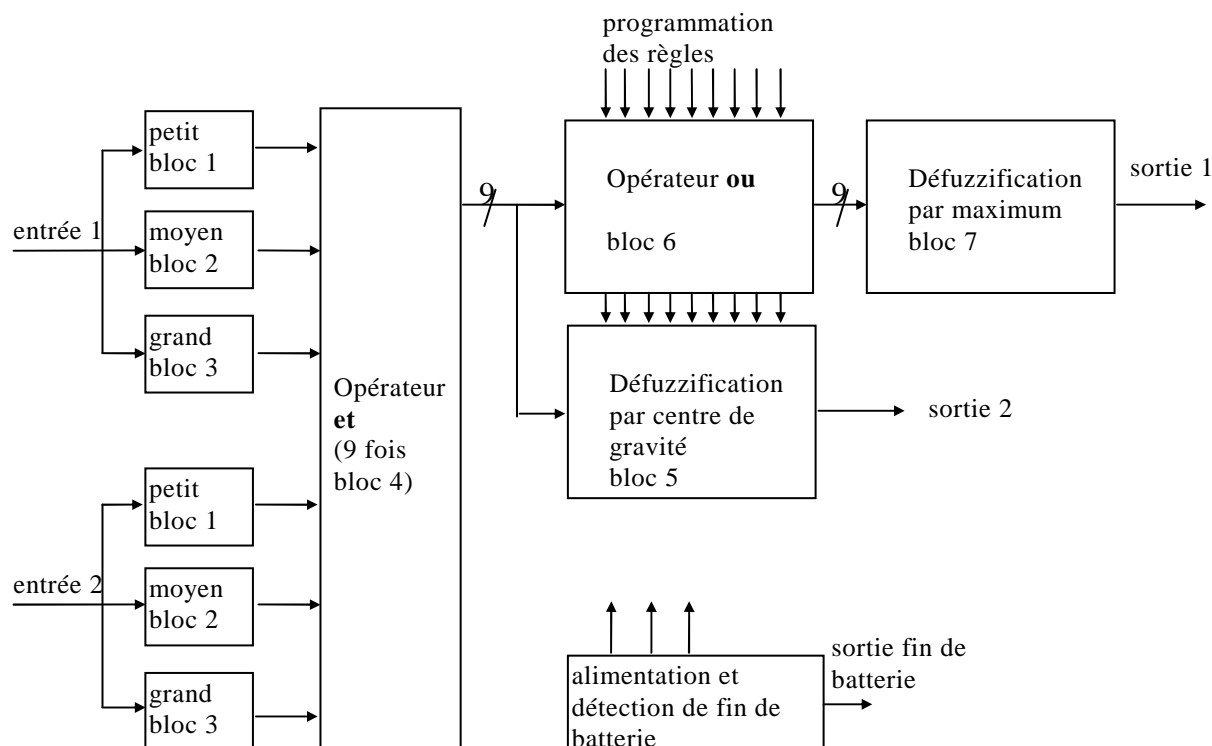 programmation
des règles
petit
bloc 1
entrée 1
moyen
bloc 2
grand
bloc 3
petit
bloc 1
entrée 2
moyen
bloc 2
grand
bloc 3
Opérateur
et
(9 fois
bloc 4)
9
Opérateur ou
bloc 6
9
Défuzzification
par maximum
bloc 7
sortie 1
Défuzzification
par centre de
gravité
bloc 5
sortie 2
alimentation et
détection de fin de
batterie
sortie fin de
batterie